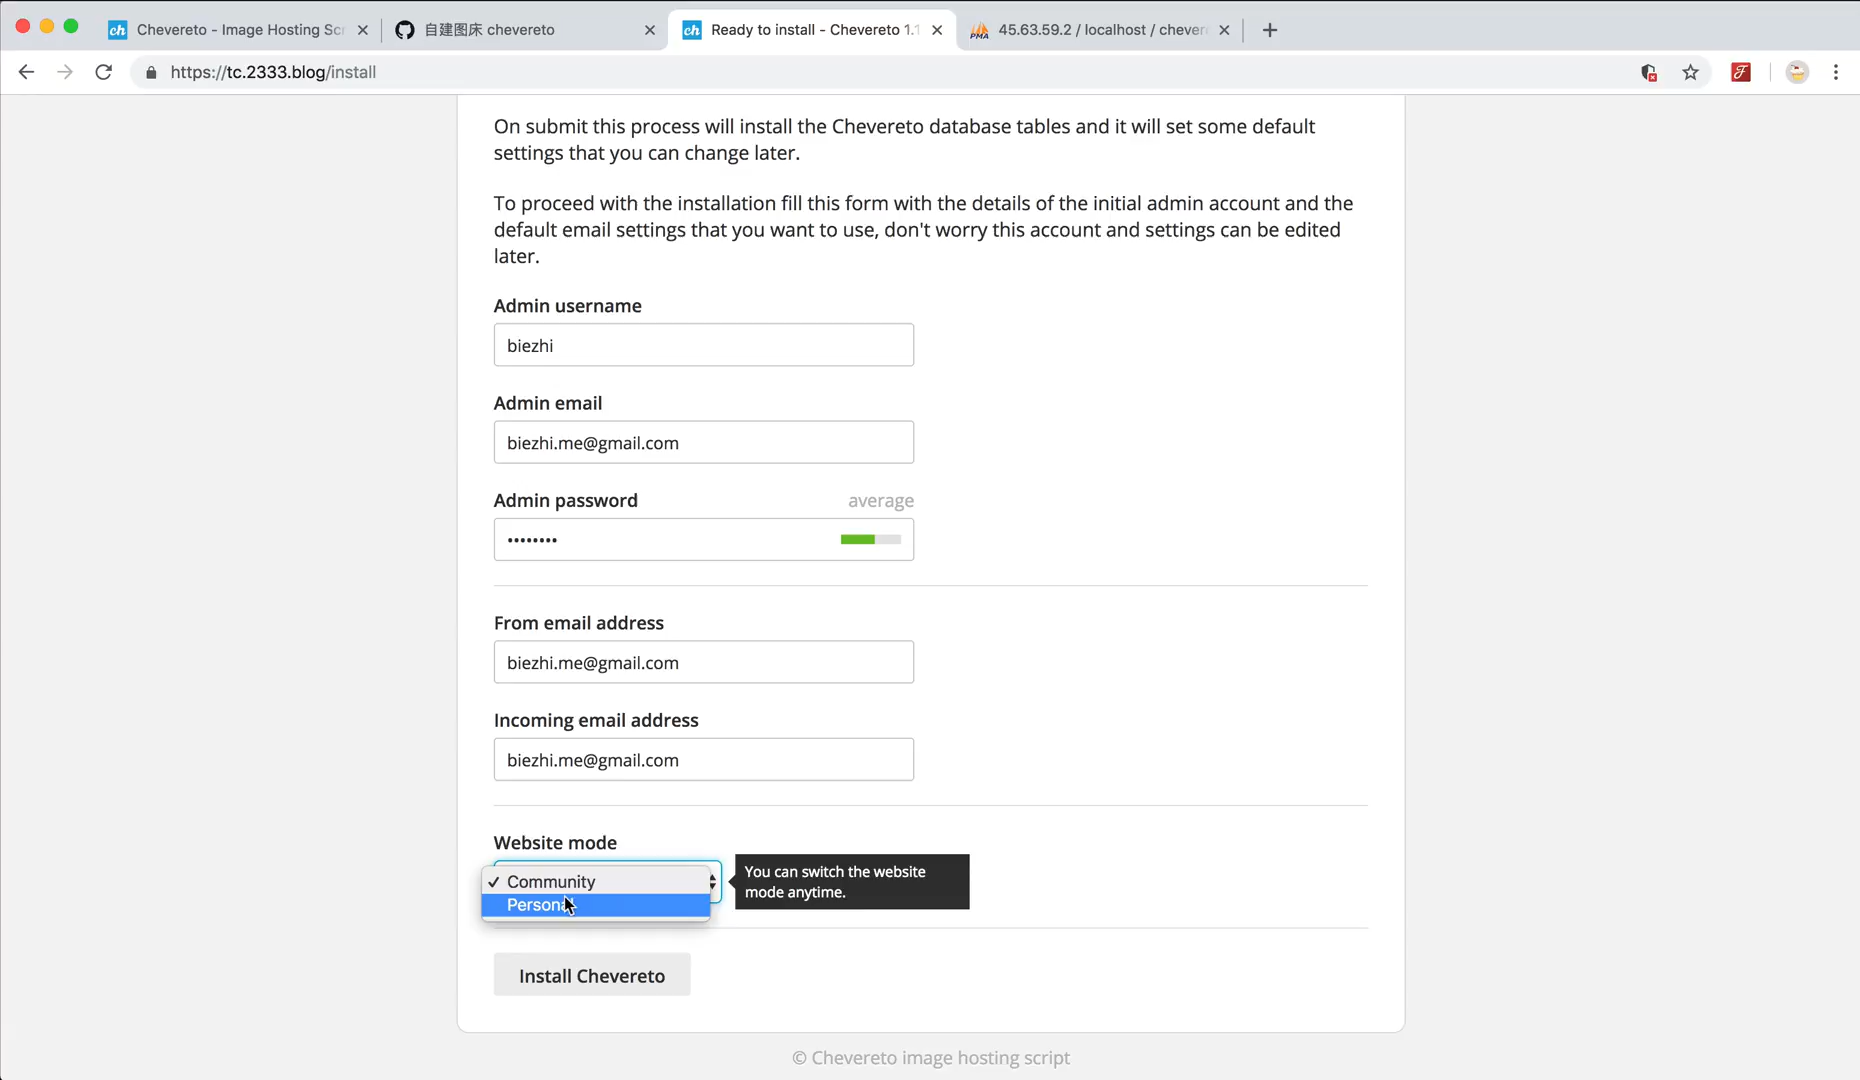 Chevereto - Image Hosting Scr
自建图床 chevereto
Ready to install - Chevereto 1.1
45.63.59.2 / localhost / chever
https://tc.2333.blog/install
On submit this process will install the Chevereto database tables and it will set some default
settings that you can change later.
To proceed with the installation fill this form with the details of the initial admin account and the
default email settings that you want to use, don't worry this account and settings can be edited
later.
Admin username
biezhi
Admin email
biezhi.me@gmail.com
Admin password
average
••••••••
From email address
biezhi.me@gmail.com
Incoming email address
biezhi.me@gmail.com
Website mode
✓ Community
Personal
You can switch the website
mode anytime.
Install Chevereto
© Chevereto image hosting script